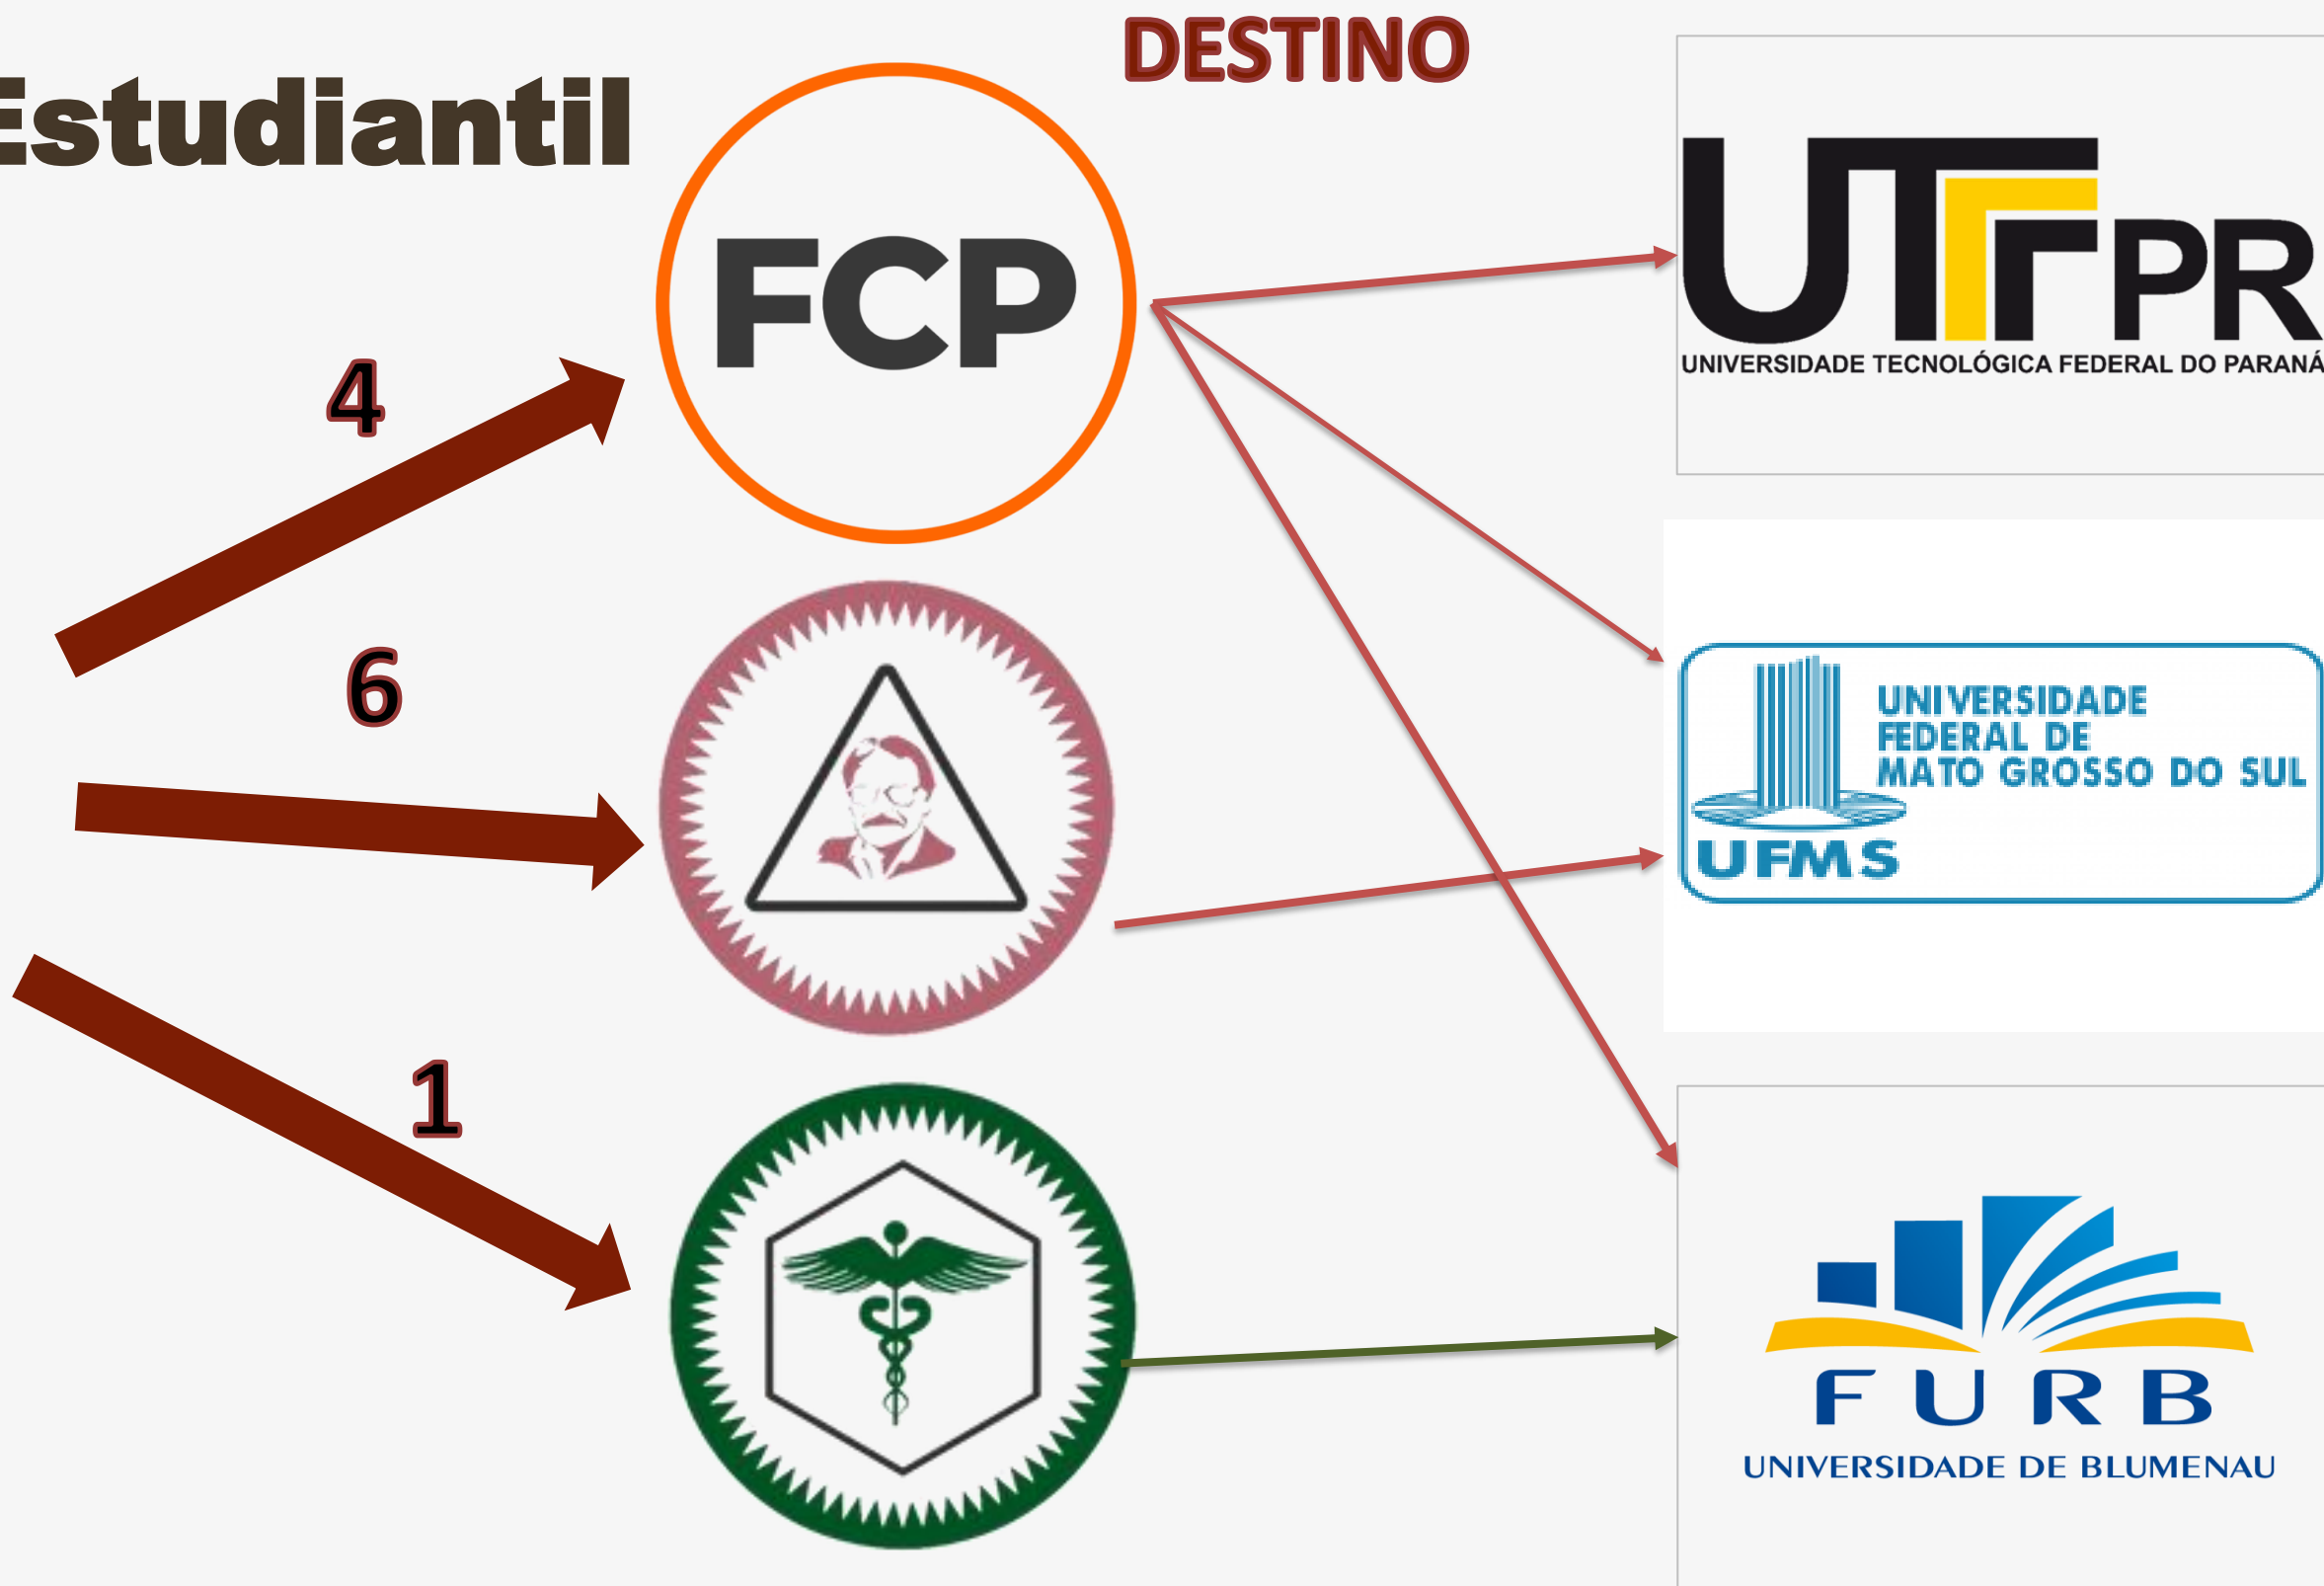 DESTINO
Estudiantil
FCP
4
6
1
UTFPR
UNIVERSIDADE TECNOLÓGICA FEDERAL DO PARANÁ
UNIVERSIDADE
FEDERAL DE
MATO GROSSO DO SUL
UFMS
FURB
UNIVERSIDADE DE BLUMENAU